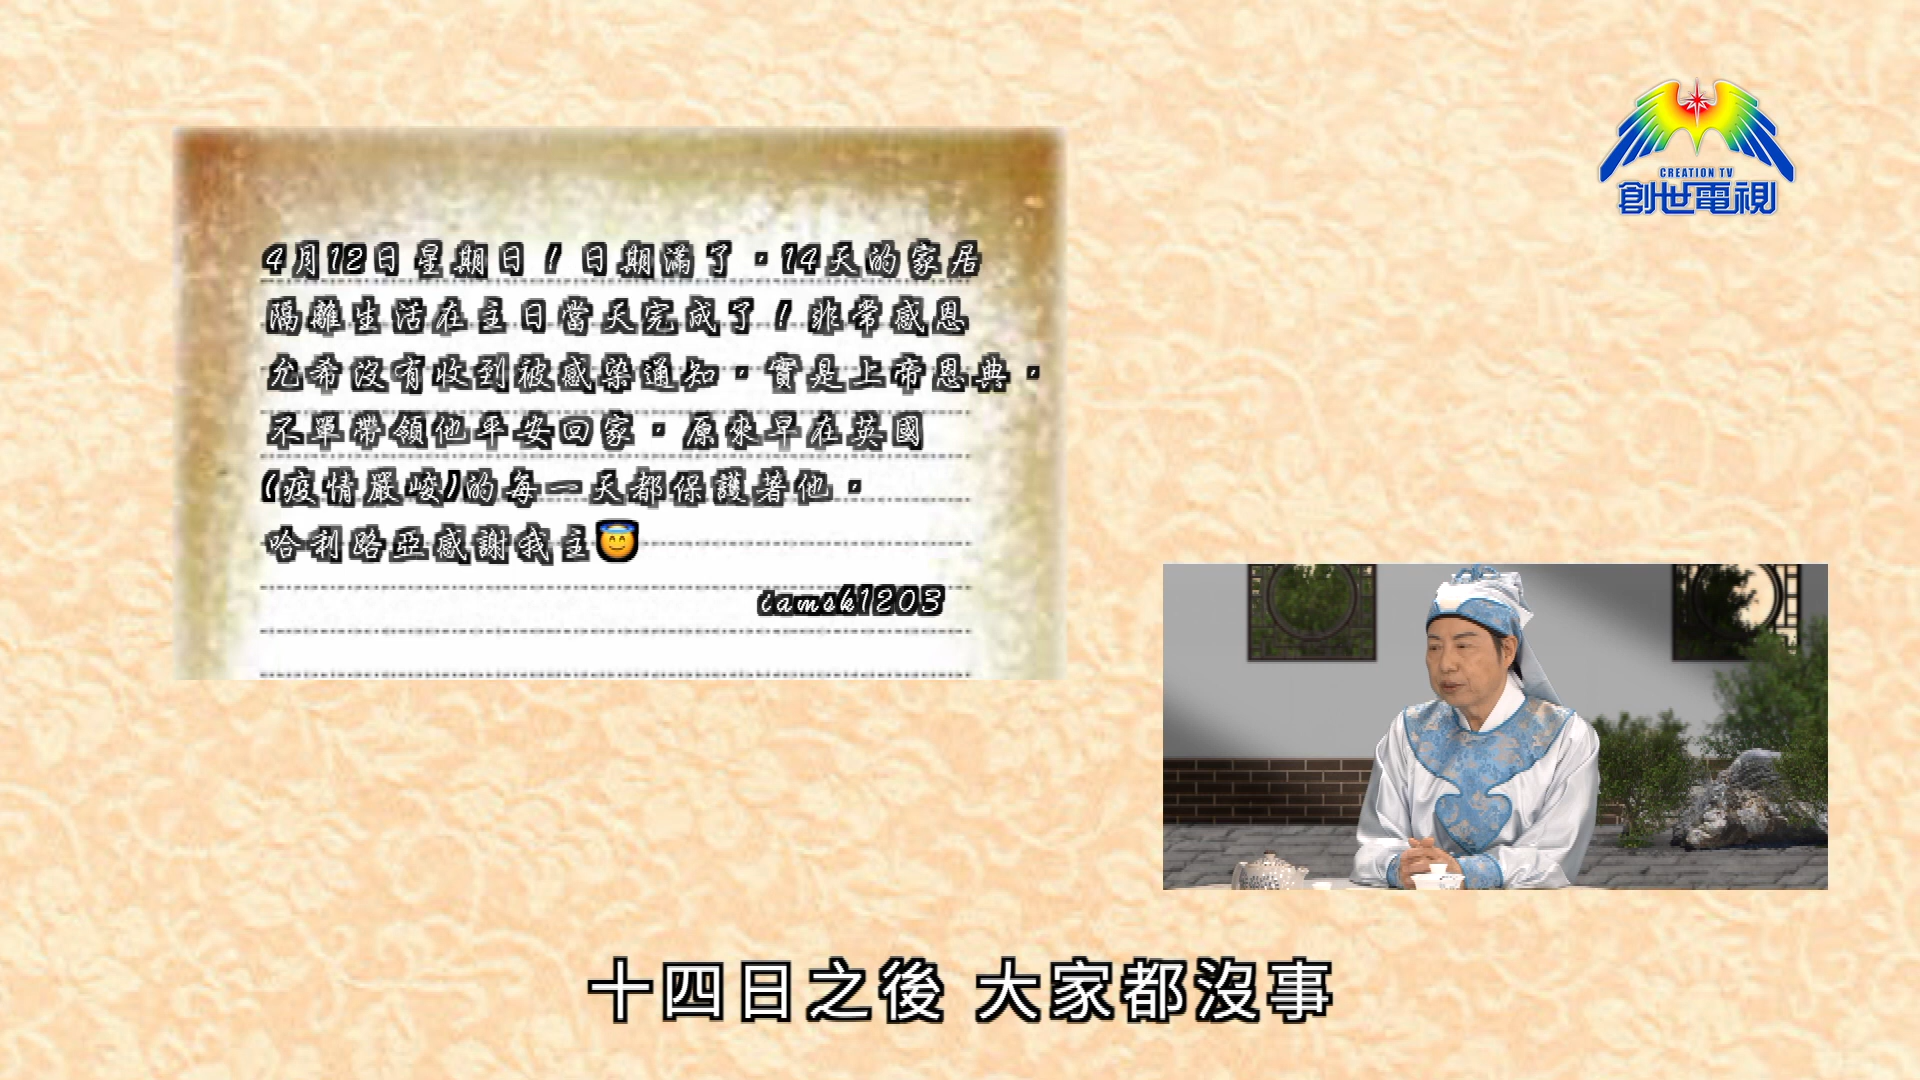 CREATION TV
創世電視
4月12日星期日！日期滿了，14天的家居
隔離生活在主日當天完成了！非常感恩
允希沒有收到被感染通知，實是上帝恩典，
不單帶領他平安回家，原來早在英國
(疫情嚴峻)的每一天都保護著他，
哈利路亞感謝我主😇
tamsk1203
十四日之後 大家都沒事